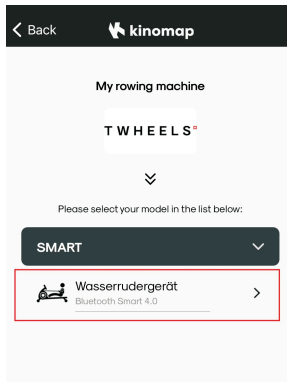 Back
kinomap
My rowing machine
TWHEELS
Please select your model in the list below:
SMART
Wasserrudergerät
Bluetooth Smart 4.0